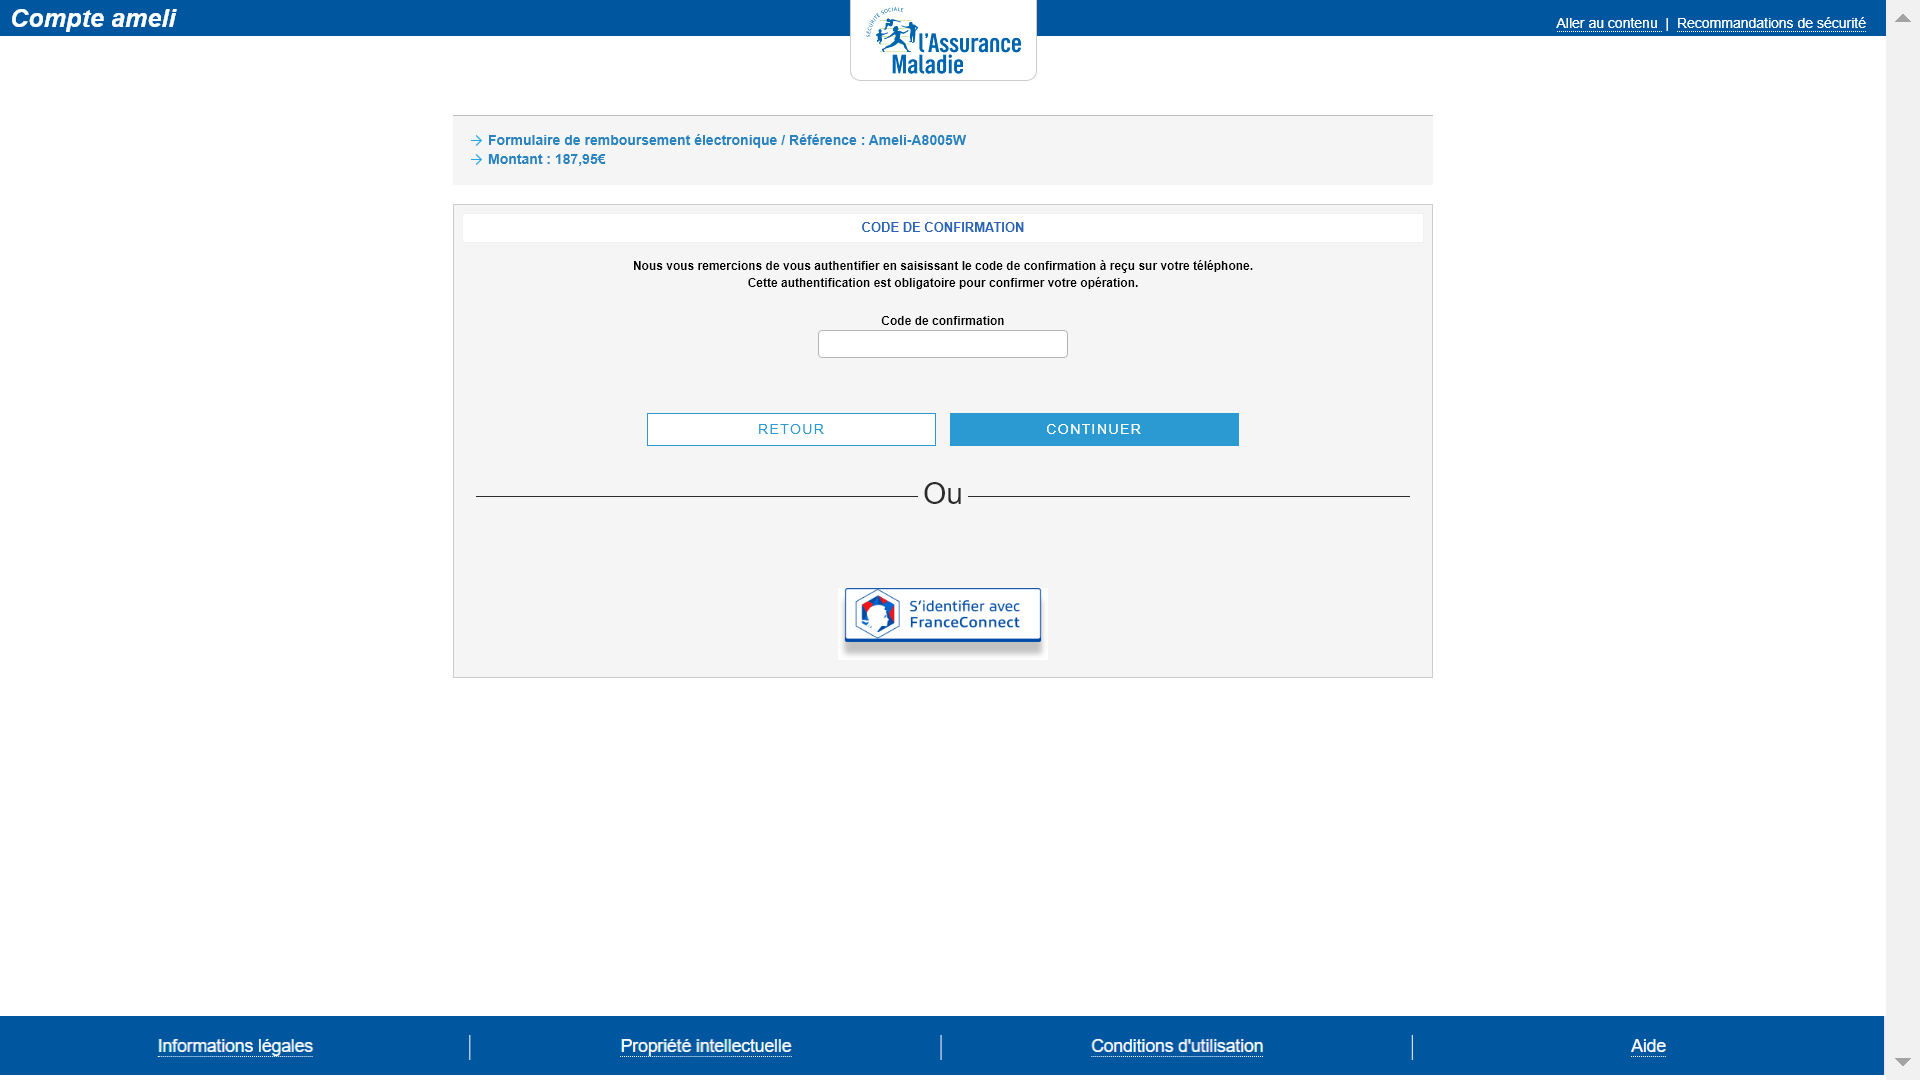 Compte ameli
SÉCURITÉ SOCIALE
l'Assurance
Maladie
Aller au contenu | Recommandations de sécurité
Formulaire de remboursement électronique / Référence : Ameli-A8005W
Montant : 187,95€
CODE DE CONFIRMATION
Nous vous remercions de vous authentifier en saisissant le code de confirmation à reçu sur votre téléphone.
Cette authentification est obligatoire pour confirmer votre opération.
Code de confirmation
RETOUR
CONTINUER
Ou
S'identifier avec
FranceConnect
Informations légales
Propriété intellectuelle
Conditions d'utilisation
Aide